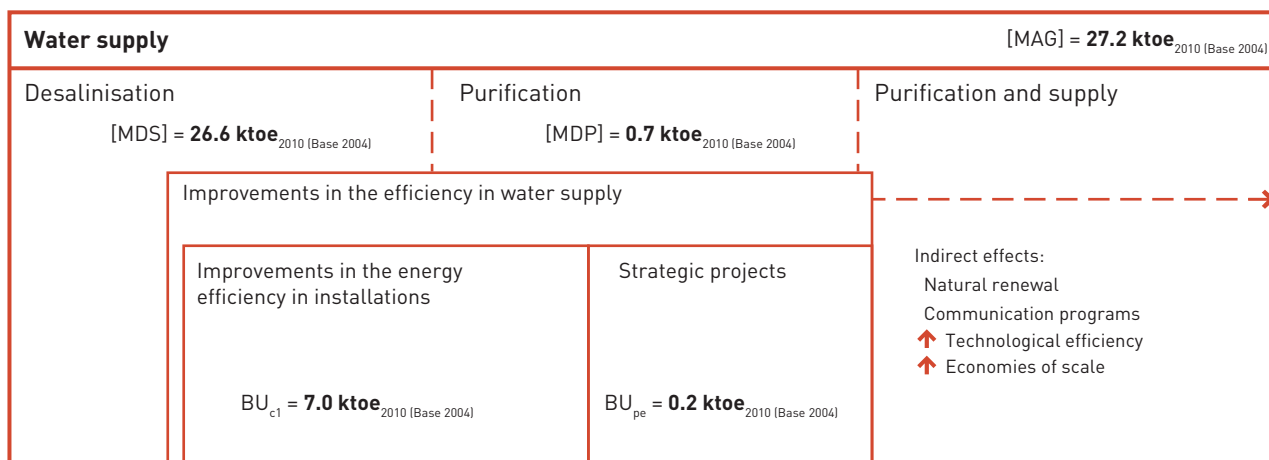 Water supply
[MAG] = 27.2 ktoe2010 (Base 2004)
Desalinisation
Purification
Purification and supply
[MDS] = 26.6 ktoe2010 (Base 2004)
[MDP] = 0.7 ktoe2010 (Base 2004)
Improvements in the efficiency in water supply
Improvements in the energy
efficiency in installations
Strategic projects
Indirect effects:
Natural renewal
Communication programs
↑ Technological efficiency
↑ Economies of scale
BUc1 = 7.0 ktoe2010 (Base 2004)
BUpe = 0.2 ktoe2010 (Base 2004)